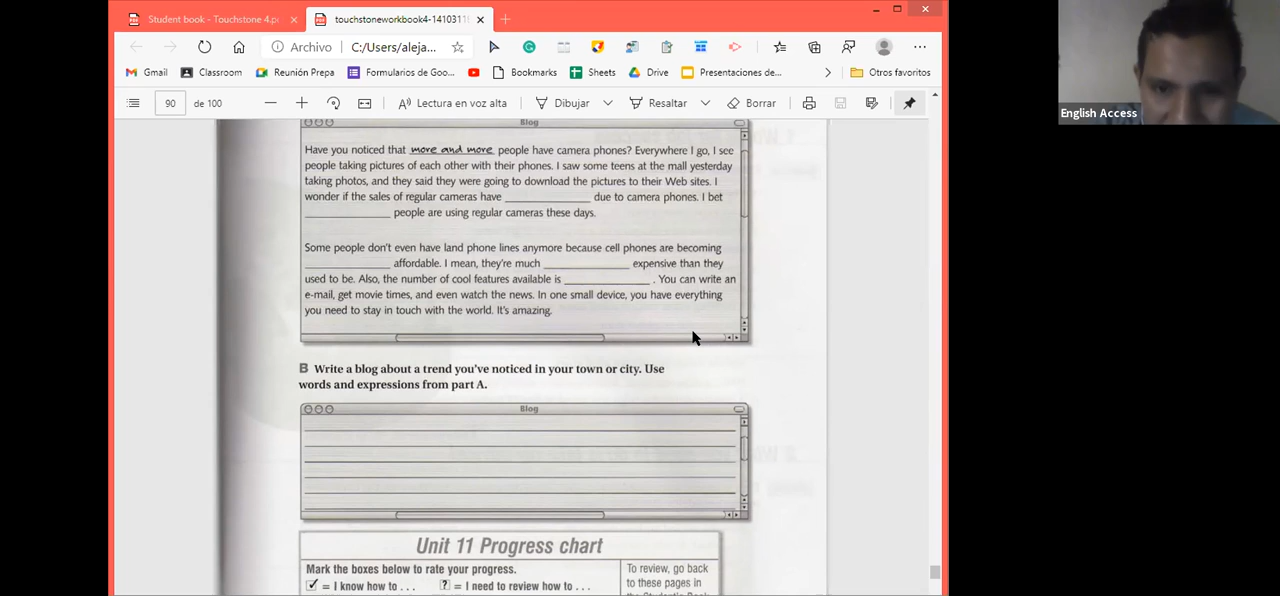 Student book - Touchstone 4.p
touchstoneworkbook4-1410311
Archivo
C:/Users/aleja...
Gmail
Classroom
Reunión Prepa
Formularios de Goo...
Bookmarks
Sheets
Drive
Presentaciones de...
Otros favoritos
90 de 100
Lectura en voz alta
Dibujar
Resaltar
Borrar
English Access
Blog
Have you noticed that more and more people have camera phones? Everywhere I go, I see
people taking pictures of each other with their phones. I saw some teens at the mall yesterday
taking photos, and they said they were going to download the pictures to their Web sites. I
wonder if the sales of regular cameras have _______________ due to camera phones. I bet
_______________ people are using regular cameras these days.
Some people don't even have land phone lines anymore because cell phones are becoming
_______________ affordable. I mean, they're much _______________ expensive than they
used to be. Also, the number of cool features available is _______________ . You can write an
e-mail, get movie times, and even watch the news. In one small device, you have everything
you need to stay in touch with the world. It's amazing.
B Write a blog about a trend you've noticed in your town or city. Use
words and expressions from part A.
Blog
Unit 11 Progress chart
Mark the boxes below to rate your progress.
✓ = I know how to . . . ? = I need to review how to . . .
To review, go back
to these pages in